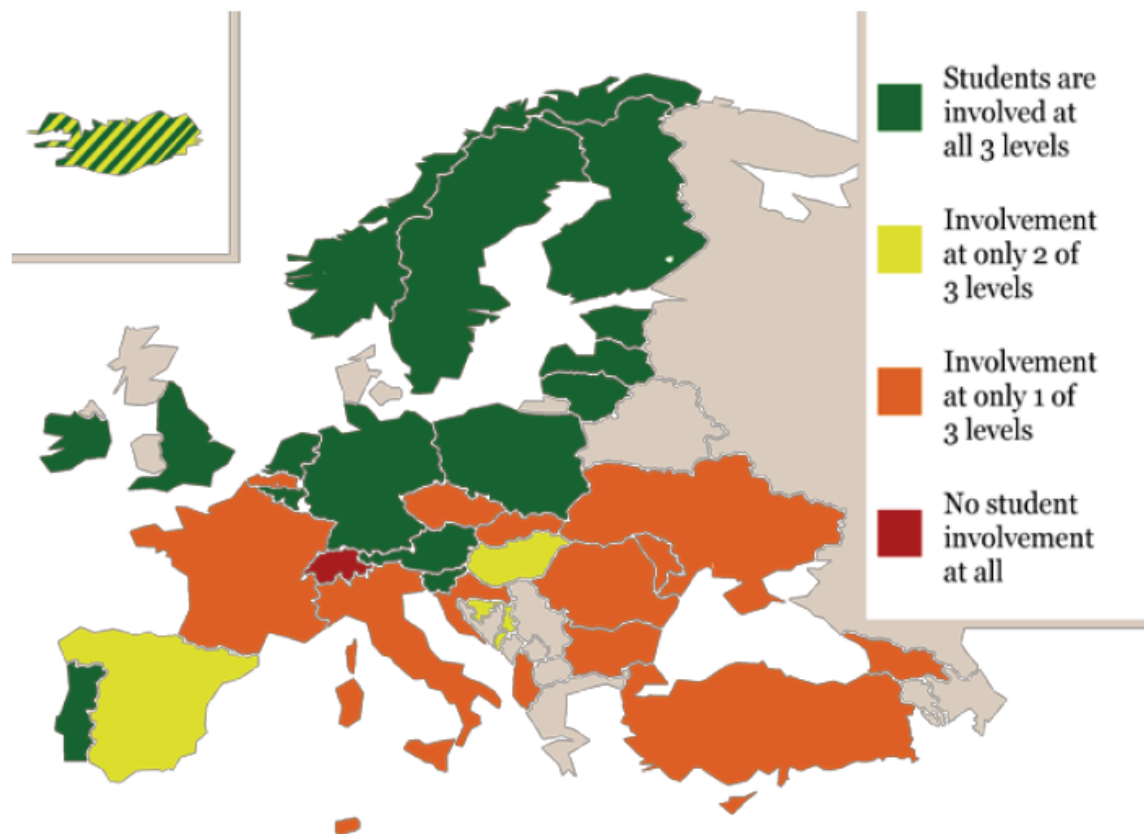 Students are
involved at
all 3 levels
Involvement
at only 2 of
3 levels
Involvement
at only 1 of
3 levels
No student
involvement
at all